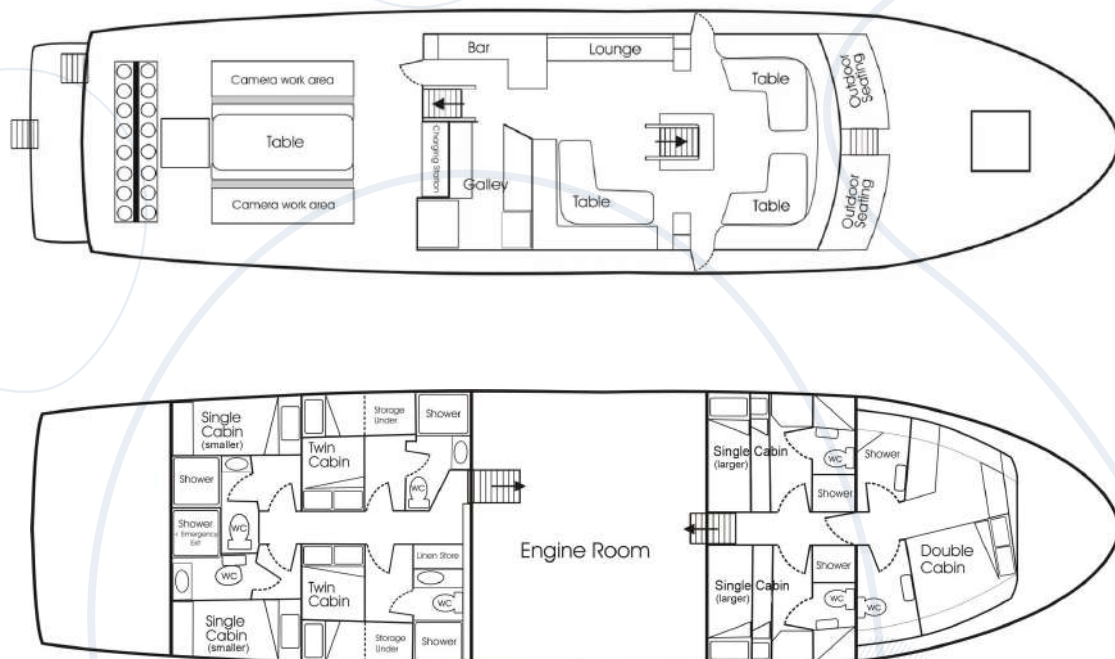 Bar
Lounge
Camera work area
Table
Camera work area
Charging Station
Galley
Table
Table
Table
Outdoor
Seating
Outdoor
Seating
Single
Cabin
(smaller)
Storage
Under
Shower
Twin
Cabin
WC
Shower
Shower
+ Emergency
Exit
WC
WC
Linen Store
Twin
Cabin
WC
Single
Cabin
(smaller)
Storage
Under
Shower
Engine Room
Single Cabin
(larger)
WC
Shower
Shower
Shower
Single Cabin
(larger)
WC
WC
Double
Cabin